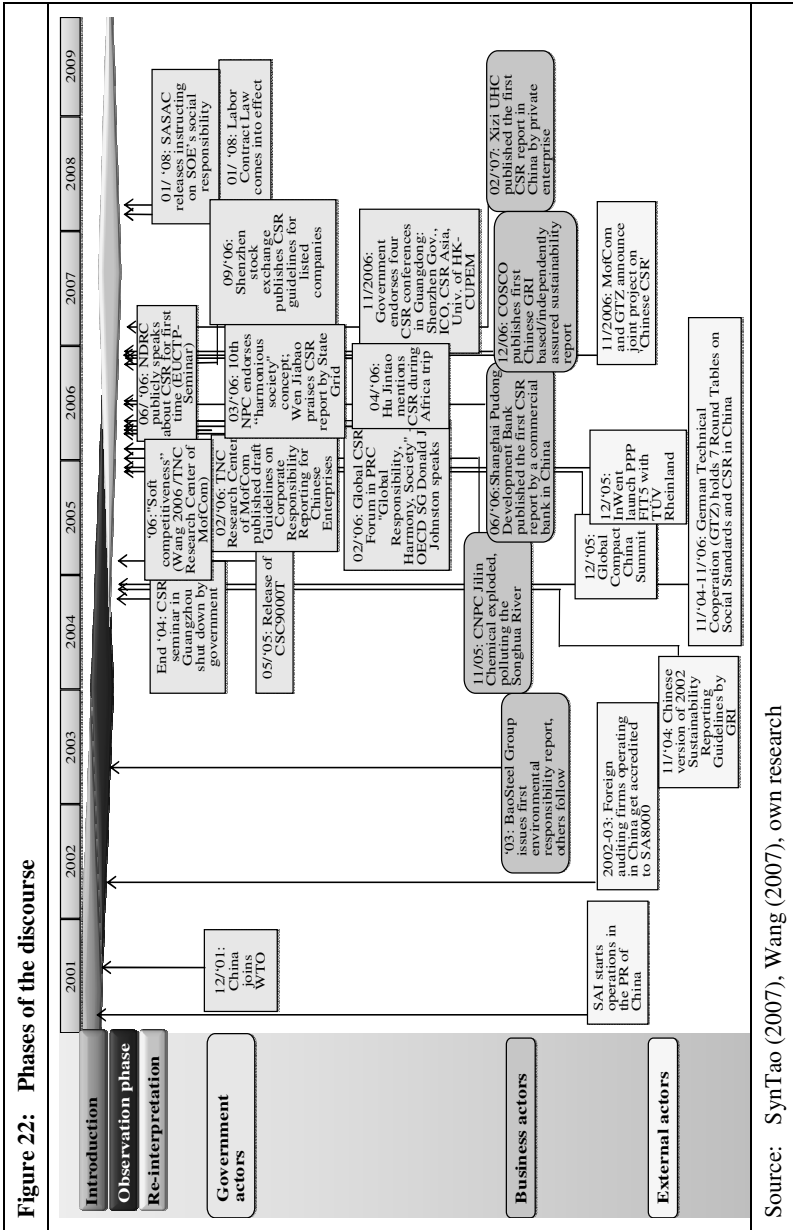 Figure 22: Phases of the discourse
2001
2002
2003
2004
2005
2006
2007
2008
2009
Introduction
Observation phase
Re-interpretation
Government
actors
12/‘01:
China
joins
WTO
End ‘04: CSR
seminar in
Guangzhou
shut down by
government
05/‘05: Release of
CSC9000T
’06:"Soft
competitiveness”
(Wang 2006 /TNC
Research Center of
MofCom)
02/‘06: TNC
Research Center
of MofCom
published draft
Guidelines on
Corporate
Responsibility
Reporting for
Chinese
Enterprises
02/‘06: Global CSR
Forum in PRC
"Global
Responsibility,
Harmony, Society"
OECD SG Donald J
Johnston speaks
06/ ‘06: NDRC
publicly speaks
about CSR for first
time (EUCTP-
Seminar)
03/‘06: 10th
NPC endorses
“harmonious
society”
concept;
Wen Jiabao
praises CSR
report by State
Grid
04/‘06:
Hu Jintao
mentions
CSR during
Africa trip
09/‘06:
Shenzhen
stock
exchange
publishes CSR
guidelines for
listed
companies
11/2006:
Government
endorses four
CSR conferences
in Guangdong:
Shenzhen Gov.,
ICO, CSR Asia,
Univ. of HK-
CUPEM
01/ ‘08: SASAC
releases instructing
on SOE’s social
responsibility
01/ ‘08: Labor
Contract Law
comes into effect
Business actors
‘03: BaoSteel Group
issues first
environmental
responsibility report,
others follow
11/05: CNPC Jilin
Chemical exploded,
polluting the
Songhua River
06/‘06:Shanghai Pudong
Development Bank
published the first CSR
report by a commercial
bank in China
12/06: COSCO
publishes first
Chinese GRI
based/independently
assured sustainability
report
02/‘07: Xizi UHC
published the first
CSR report in
China by private
enterprise
External actors
SAI starts
operations in
the PR of
China
2002-03: Foreign
auditing firms operating
in China get accredited
to SA8000
11/‘04: Chinese
version of 2002
Sustainability
Reporting
Guidelines by
GRI
12/‘05:
Global
Compact
China
Summit
12/‘05:
InWent
launch PPP
FIT5 with
TÜV
Rheinland
11/2006: MofCom
and GTZ announce
joint project on
'Chinese CSR'
11/‘04-11/‘06: German Technical
Cooperation (GTZ) holds 7 Round Tables on
Social Standards and CSR in China
Source: SynTao (2007), Wang (2007), own research